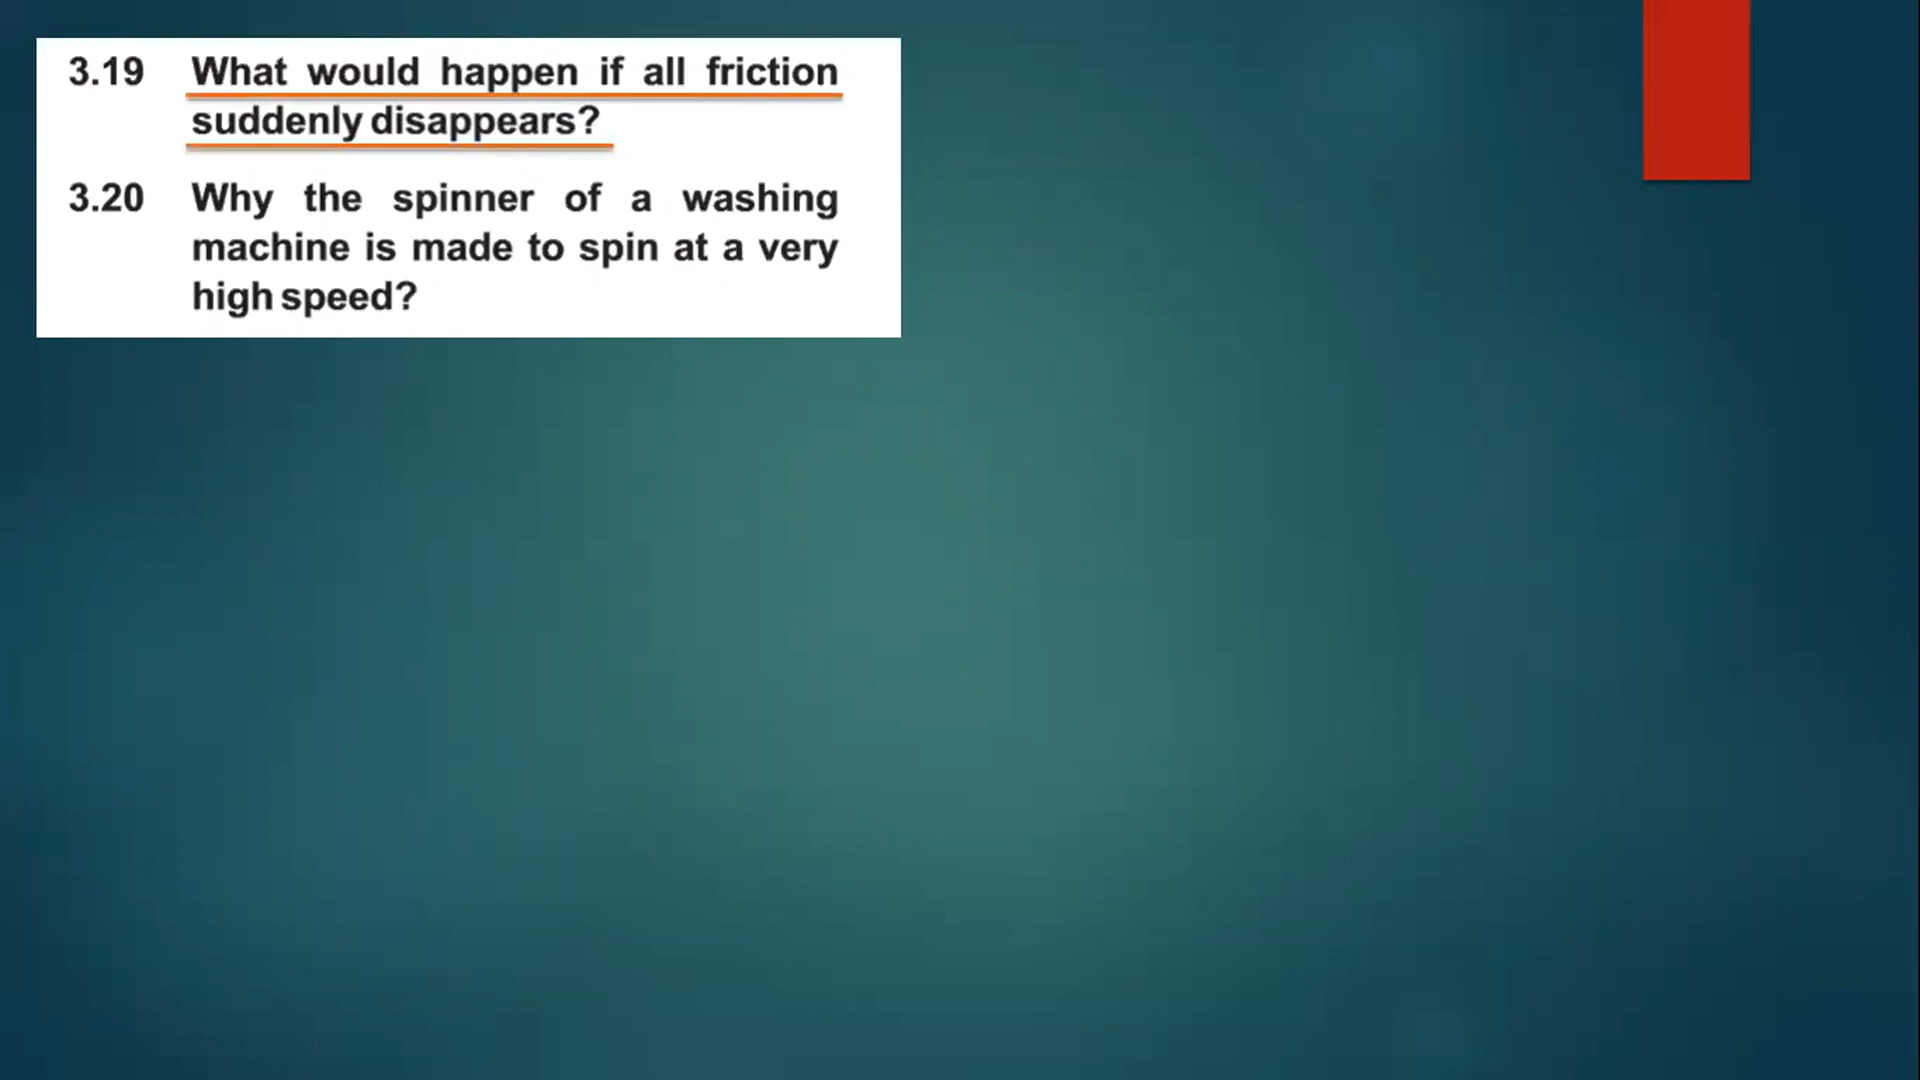 3.19 What would happen if all friction
suddenly disappears?
3.20 Why the spinner of a washing
machine is made to spin at a very
high speed?